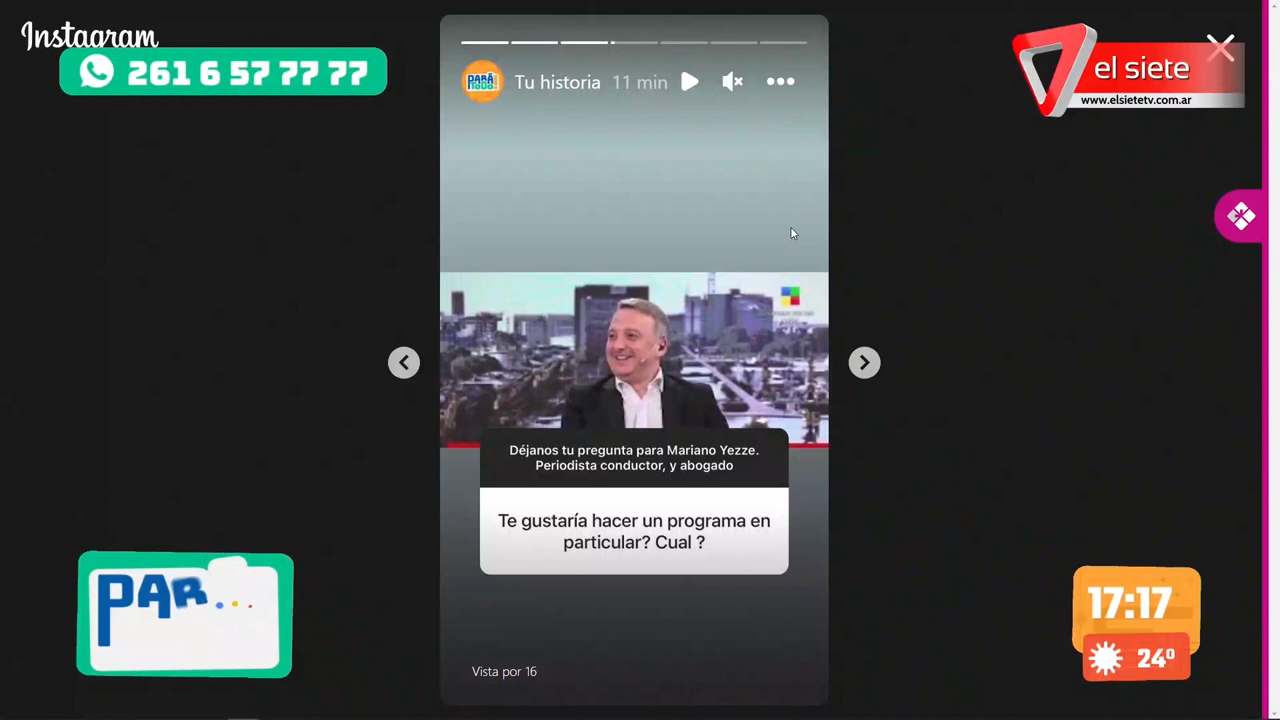 Instagram
261 6 57 77 77
Tu historia 11 min
PARÁ
el siete
www.elsietetv.com.ar
Déjanos tu pregunta para Mariano Yezze.
Periodista conductor, y abogado
Te gustaría hacer un programa en
particular? Cual ?
PAR...
17:17
24º
Vista por 16